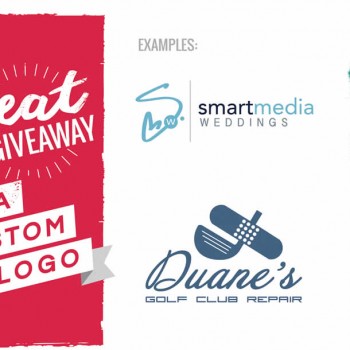 eat
GIVEAWAY
A
STOM
LOGO
EXAMPLES:
w.
smartmedia
WEDDINGS
Duane's
GOLF CLUB REPAIR